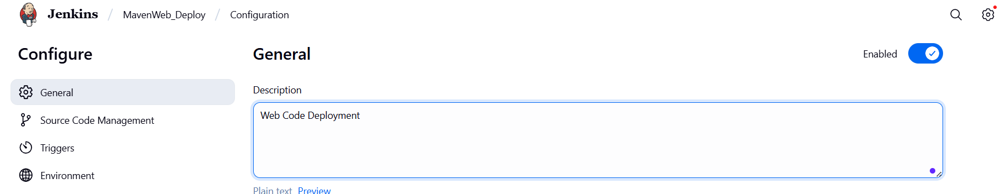 Jenkins / MavenWeb_Deploy / Configuration
Configure
General
Source Code Management
Triggers
Environment
General
Enabled
Description
Web Code Deployment
Plain text Preview